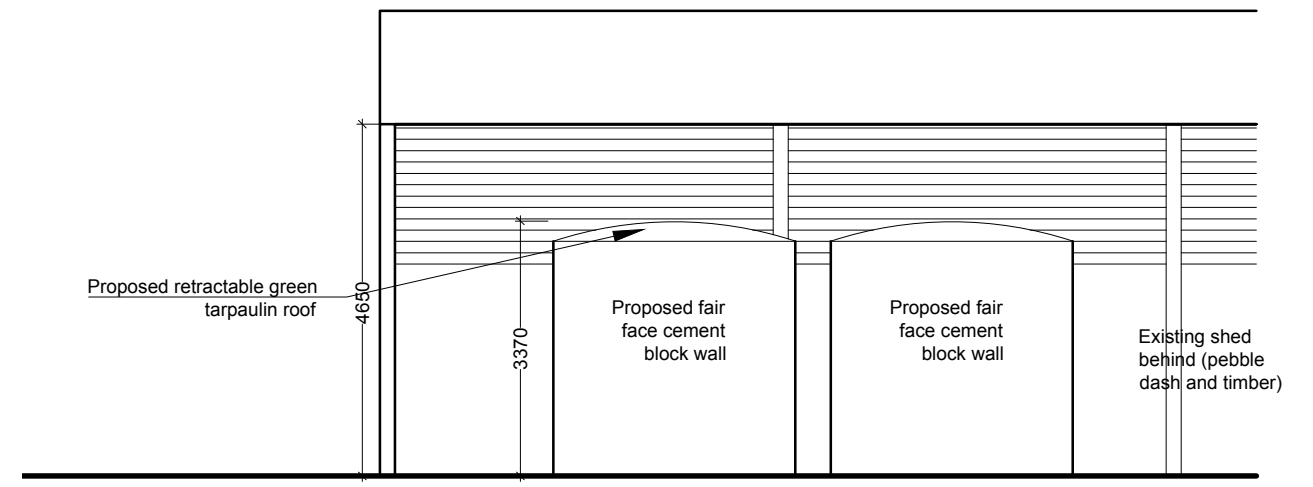 Proposed retractable green
tarpaulin roof
4650
3370
Proposed fair
face cement
block wall
Proposed fair
face cement
block wall
Existing shed
behind (pebble
dash and timber)